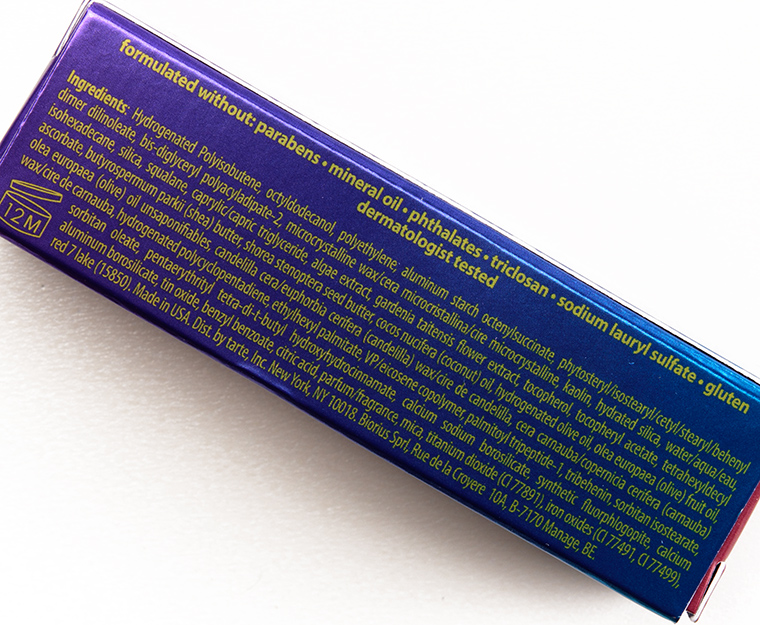 formulated without: parabens • mineral oil • phthalates • triclosan • sodium lauryl sulfate • gluten
dermatologist tested
Ingredients: Hydrogenated Polyisobutene, octyldodecanol, polyethylene, aluminum starch octenylsuccinate, phytosteryl/isostearyl/cetyl/stearyl/behenyl
dimer dilinoleate, bis-diglyceryl polyacyladipate-2, microcrystalline wax/cera microcristallina/cire microcrystalline, kaolin, hydrated silica, water/aqua/eau,
isohexadecane, silica, squalane, caprylic/capric triglyceride, algae extract, gardenia taitensis flower extract, tocopherol, tocopheryl acetate, tetrahexyldecyl
ascorbate, butyrospermum parkii (shea) butter, shorea stenoptera seed butter, cocos nucifera (coconut) oil, hydrogenated olive oil, olea europaea (olive) fruit oil,
olea europaea (olive) oil unsaponifiables, candelilla cera/euphorbia cerifera (candelilla) wax/cire de candelilla, cera carnauba/copernicia cerifera (carnauba)
wax/cire de carnauba, hydrogenated polycyclopentadiene, ethylhexyl palmitate, VP/eicosene copolymer, palmitoyl tripeptide-1, tribehenin, sorbitan isostearate,
sorbitan oleate, pentaerythrityl tetra-di-t-butyl hydroxyhydrocinnamate, calcium sodium borosilicate, synthetic fluorphlogopite, calcium
aluminum borosilicate, tin oxide, benzyl benzoate, citric acid, parfum/fragrance, mica, titanium dioxide (CI 77891), iron oxides (CI 77491, CI 77499),
red 7 lake (15850). Made in USA. Dist. by tarte, Inc. New York, NY 10018. Biorius Sprl, Rue de la Croyere 10A, B-7170 Manage, BE.
12M